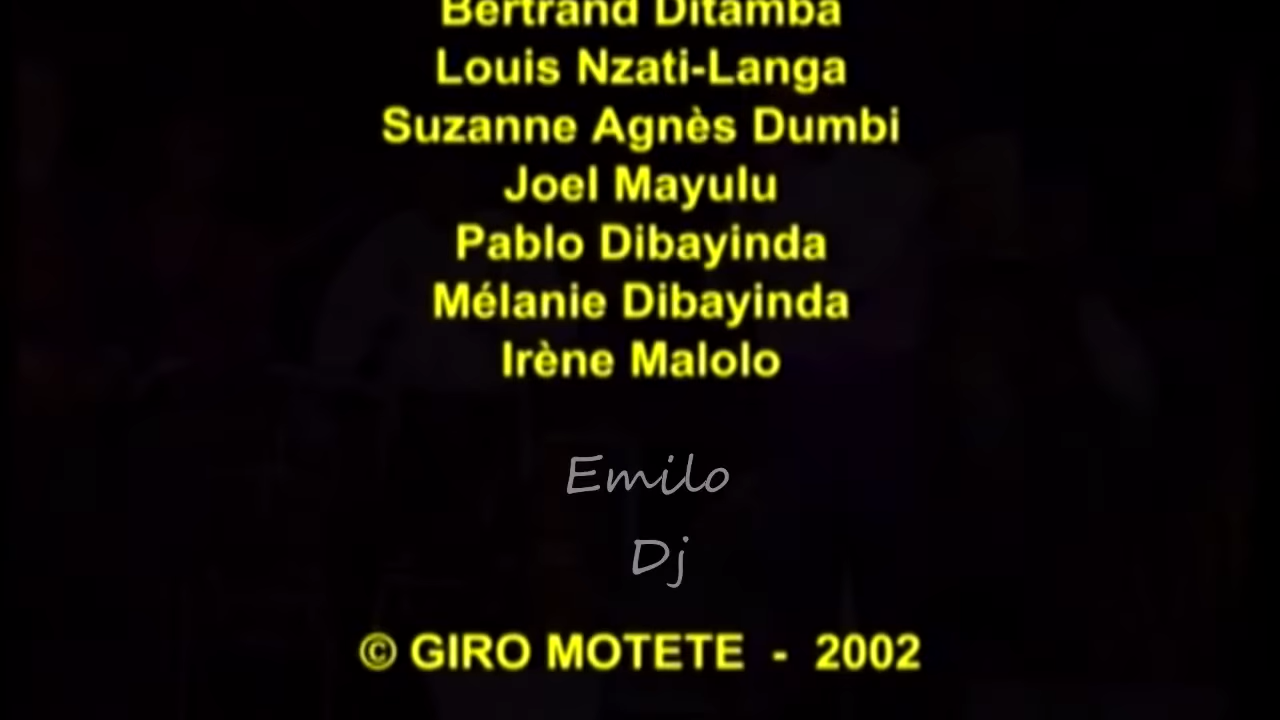 Bertrand Ditamba
Louis Nzati-Langa
Suzanne Agnès Dumbi
Joel Mayulu
Pablo Dibayinda
Mélanie Dibayinda
Irène Malolo
Emilo
Dj
© GIRO MOTETE - 2002